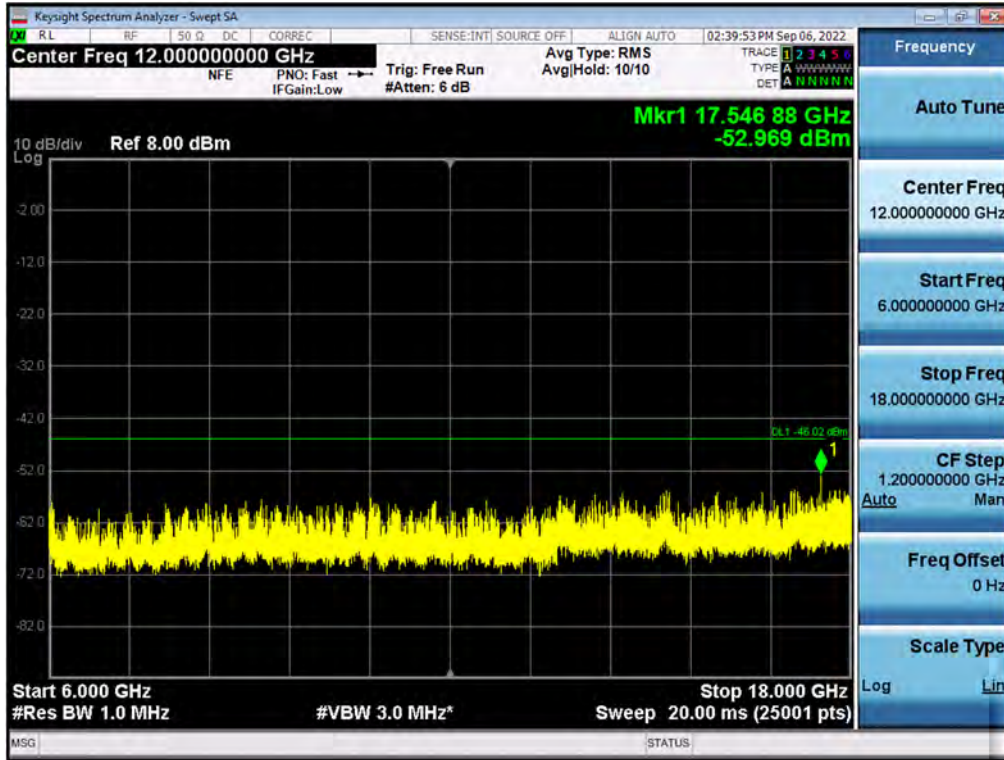 Keysight Spectrum Analyzer - Swept SA
RL RF 50 Ω DC CORREC SENSE:INT SOURCE OFF ALIGN AUTO 02:39:53 PM Sep 06, 2022
Center Freq 12.000000000 GHz
NFE
PNO: Fast
IFGain:Low
Trig: Free Run
#Atten: 6 dB
Avg Type: RMS
Avg|Hold: 10/10
TRACE 1 2 3 4 5 6
TYPE A
DET A N N N N N
Mkr1 17.546 88 GHz
-52.969 dBm
10 dB/div Ref 8.00 dBm
Log
-2.00
-12.0
-22.0
-32.0
-42.0
DL1 -46.02 dBm
1
-52.0
-62.0
-72.0
-82.0
Start 6.000 GHz Stop 18.000 GHz
#Res BW 1.0 MHz #VBW 3.0 MHz* Sweep 20.00 ms (25001 pts)
MSG STATUS
Frequency
Auto Tune
Center Freq
12.000000000 GHz
Start Freq
6.000000000 GHz
Stop Freq
18.000000000 GHz
CF Step
1.200000000 GHz
Auto Man
Freq Offset
0 Hz
Scale Type
Log Lin